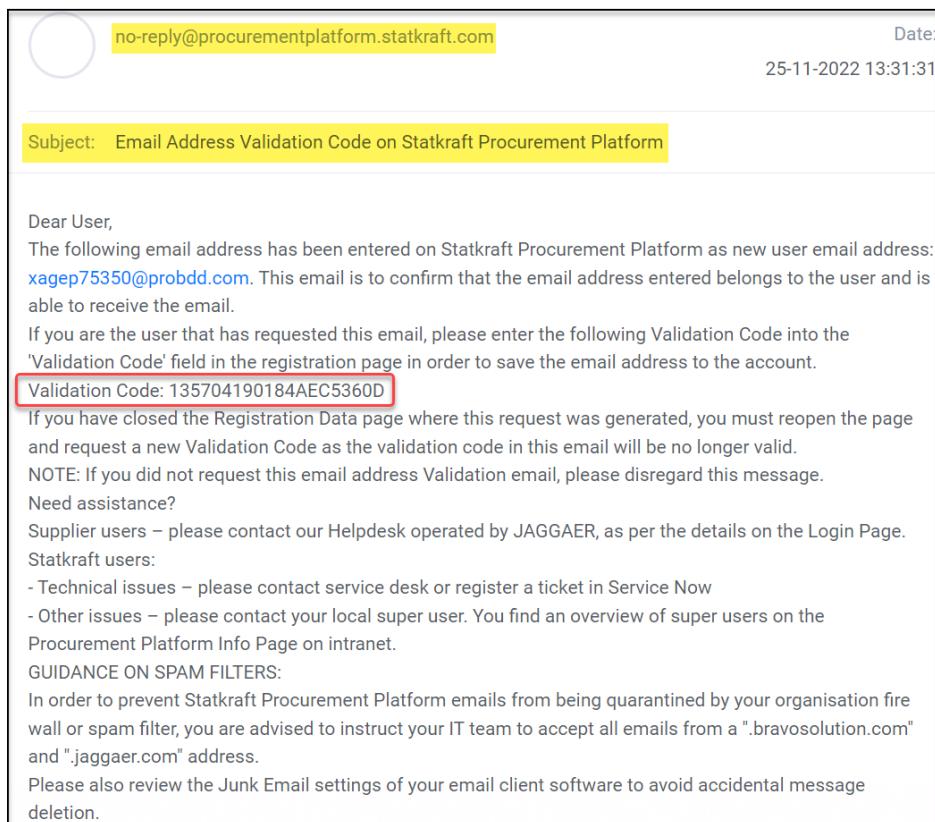 no-reply@procurementplatform.statkraft.com
Date:
25-11-2022 13:31:31
Subject: Email Address Validation Code on Statkraft Procurement Platform
Dear User,
The following email address has been entered on Statkraft Procurement Platform as new user email address:
xagep75350@probdd.com. This email is to confirm that the email address entered belongs to the user and is
able to receive the email.
If you are the user that has requested this email, please enter the following Validation Code into the
'Validation Code' field in the registration page in order to save the email address to the account.
Validation Code: 135704190184AEC5360D
If you have closed the Registration Data page where this request was generated, you must reopen the page
and request a new Validation Code as the validation code in this email will be no longer valid.
NOTE: If you did not request this email address Validation email, please disregard this message.
Need assistance?
Supplier users – please contact our Helpdesk operated by JAGGAER, as per the details on the Login Page.
Statkraft users:
- Technical issues – please contact service desk or register a ticket in Service Now
- Other issues – please contact your local super user. You find an overview of super users on the
Procurement Platform Info Page on intranet.
GUIDANCE ON SPAM FILTERS:
In order to prevent Statkraft Procurement Platform emails from being quarantined by your organisation fire
wall or spam filter, you are advised to instruct your IT team to accept all emails from a ".bravosolution.com"
and ".jaggaer.com" address.
Please also review the Junk Email settings of your email client software to avoid accidental message
deletion.